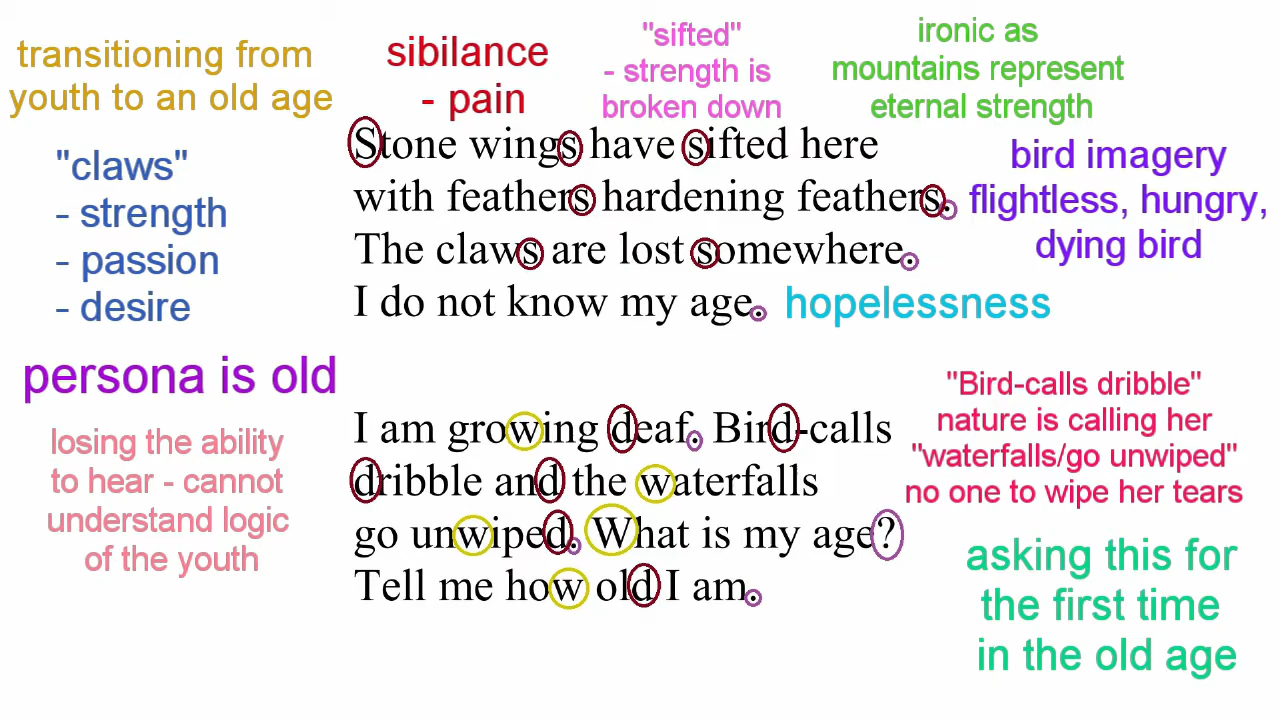 transitioning from
youth to an old age
sibilance
- pain
"sifted"
- strength is
broken down
ironic as
mountains represent
eternal strength
"claws"
- strength
- passion
- desire
Stone wings have sifted here
with feathers hardening feathers.
The claws are lost somewhere.
I do not know my age.
bird imagery
flightless, hungry,
dying bird
hopelessness
persona is old
losing the ability
to hear - cannot
understand logic
of the youth
I am growing deaf. Bird-calls
dribble and the waterfalls
go unwiped. What is my age?
Tell me how old I am.
"Bird-calls dribble"
nature is calling her
"waterfalls/go unwiped"
no one to wipe her tears
asking this for
the first time
in the old age